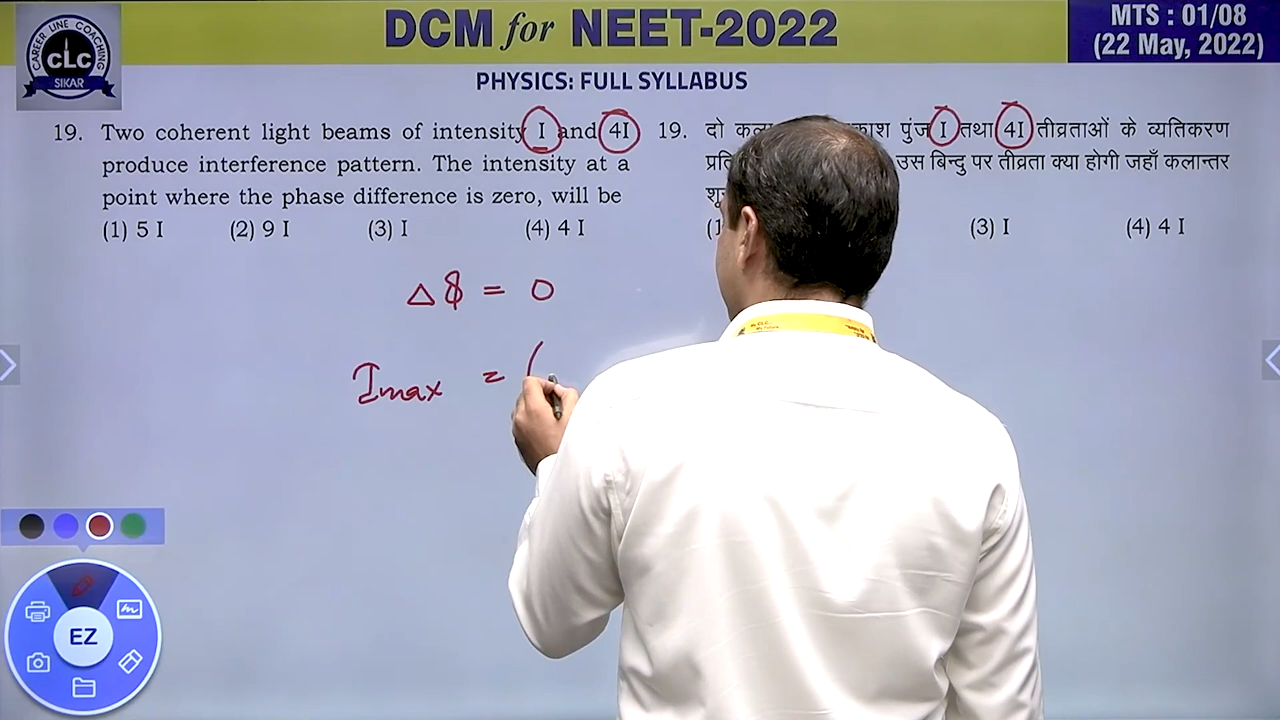 DCM for NEET-2022
MTS : 01/08
(22 May, 2022)
CAREER LINE COACHING
CLC
SIKAR
PHYSICS: FULL SYLLABUS
19. Two coherent light beams of intensity I and 4I
produce interference pattern. The intensity at a
point where the phase difference is zero, will be
(1) 5 I (2) 9 I (3) I (4) 4 I
19. दो काश पुंज I तथा 4I तीव्रताओं के व्यतिकरण
उस बिन्दु पर तीव्रता क्या होगी जहाँ कलान्तर
(3) I (4) 4 I
Δϕ = 0
Imax = (
EZ